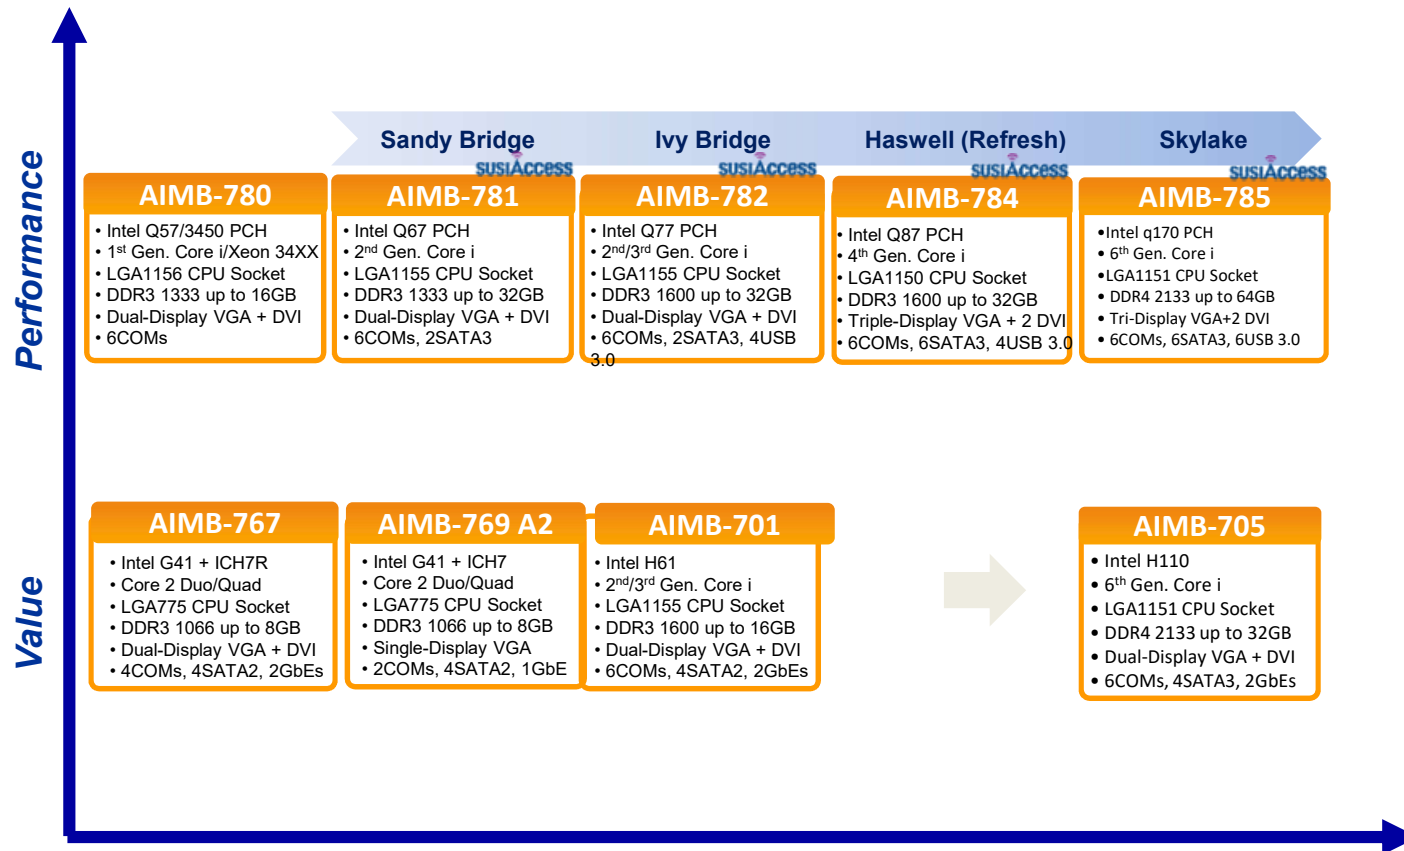 Performance
Value
Sandy Bridge
Ivy Bridge
Haswell (Refresh)
Skylake
SUSIAccess
SUSIAccess
SUSIAccess
SUSIAccess
AIMB-780
• Intel Q57/3450 PCH
• 1st Gen. Core i/Xeon 34XX
• LGA1156 CPU Socket
• DDR3 1333 up to 16GB
• Dual-Display VGA + DVI
• 6COMs
AIMB-781
• Intel Q67 PCH
• 2nd Gen. Core i
• LGA1155 CPU Socket
• DDR3 1333 up to 32GB
• Dual-Display VGA + DVI
• 6COMs, 2SATA3
AIMB-782
• Intel Q77 PCH
• 2nd/3rd Gen. Core i
• LGA1155 CPU Socket
• DDR3 1600 up to 32GB
• Dual-Display VGA + DVI
• 6COMs, 2SATA3, 4USB
3.0
AIMB-784
• Intel Q87 PCH
• 4th Gen. Core i
• LGA1150 CPU Socket
• DDR3 1600 up to 32GB
• Triple-Display VGA + 2 DVI
• 6COMs, 6SATA3, 4USB 3.0
AIMB-785
•Intel q170 PCH
• 6th Gen. Core i
•LGA1151 CPU Socket
• DDR4 2133 up to 64GB
• Tri-Display VGA+2 DVI
• 6COMs, 6SATA3, 6USB 3.0
AIMB-767
• Intel G41 + ICH7R
• Core 2 Duo/Quad
• LGA775 CPU Socket
• DDR3 1066 up to 8GB
• Dual-Display VGA + DVI
• 4COMs, 4SATA2, 2GbEs
AIMB-769 A2
• Intel G41 + ICH7
• Core 2 Duo/Quad
• LGA775 CPU Socket
• DDR3 1066 up to 8GB
• Single-Display VGA
• 2COMs, 4SATA2, 1GbE
AIMB-701
• Intel H61
• 2nd/3rd Gen. Core i
• LGA1155 CPU Socket
• DDR3 1600 up to 16GB
• Dual-Display VGA + DVI
• 6COMs, 4SATA2, 2GbEs
AIMB-705
• Intel H110
• 6th Gen. Core i
• LGA1151 CPU Socket
• DDR4 2133 up to 32GB
• Dual-Display VGA + DVI
• 6COMs, 4SATA3, 2GbEs